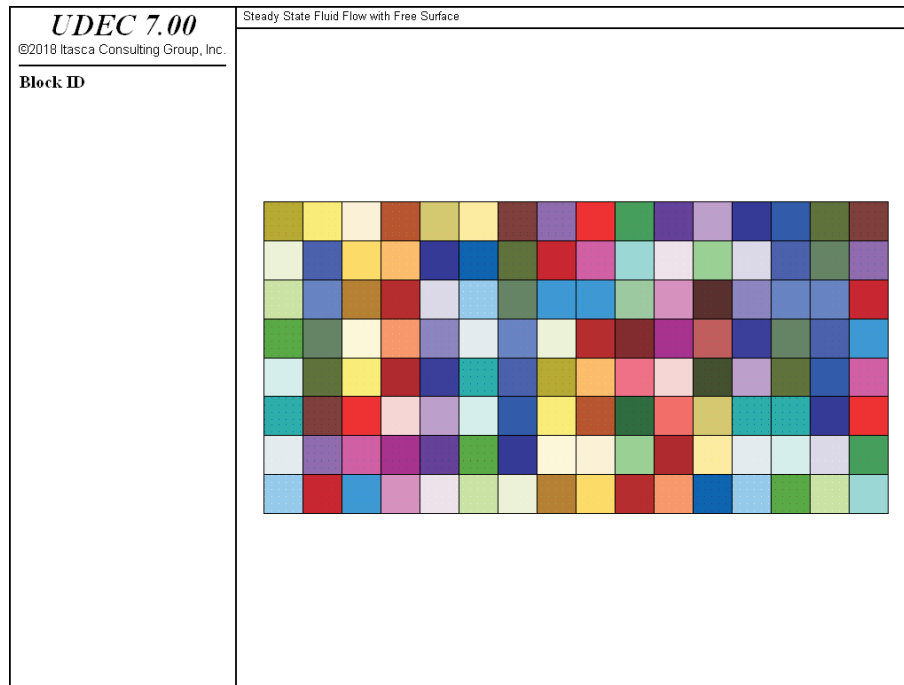 UDEC 7.00
©2018 Itasca Consulting Group, Inc.
Block ID
Steady State Fluid Flow with Free Surface